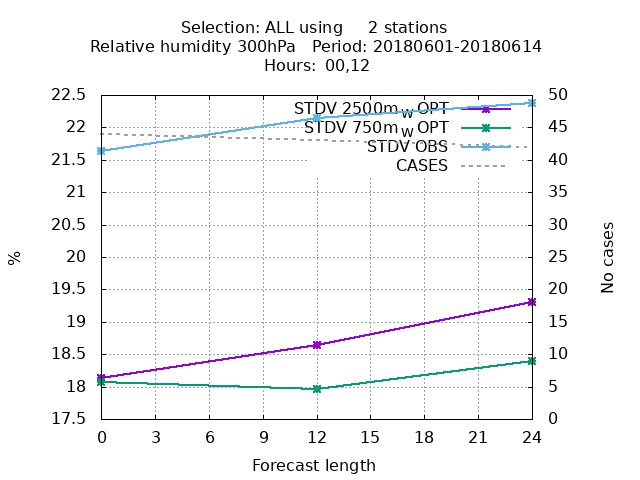 Selection: ALL using     2 stations
Relative humidity 300hPa   Period: 20180601-20180614
Hours: 00,12
22.5
22
21.5
21
20.5
20
19.5
19
18.5
18
17.5
%
STDV 2500mWOPT
STDV 750mWOPT
STDV OBS
CASES
50
45
40
35
30
25
20
15
10
5
0
No cases
0 3 6 9 12 15 18 21 24
Forecast length